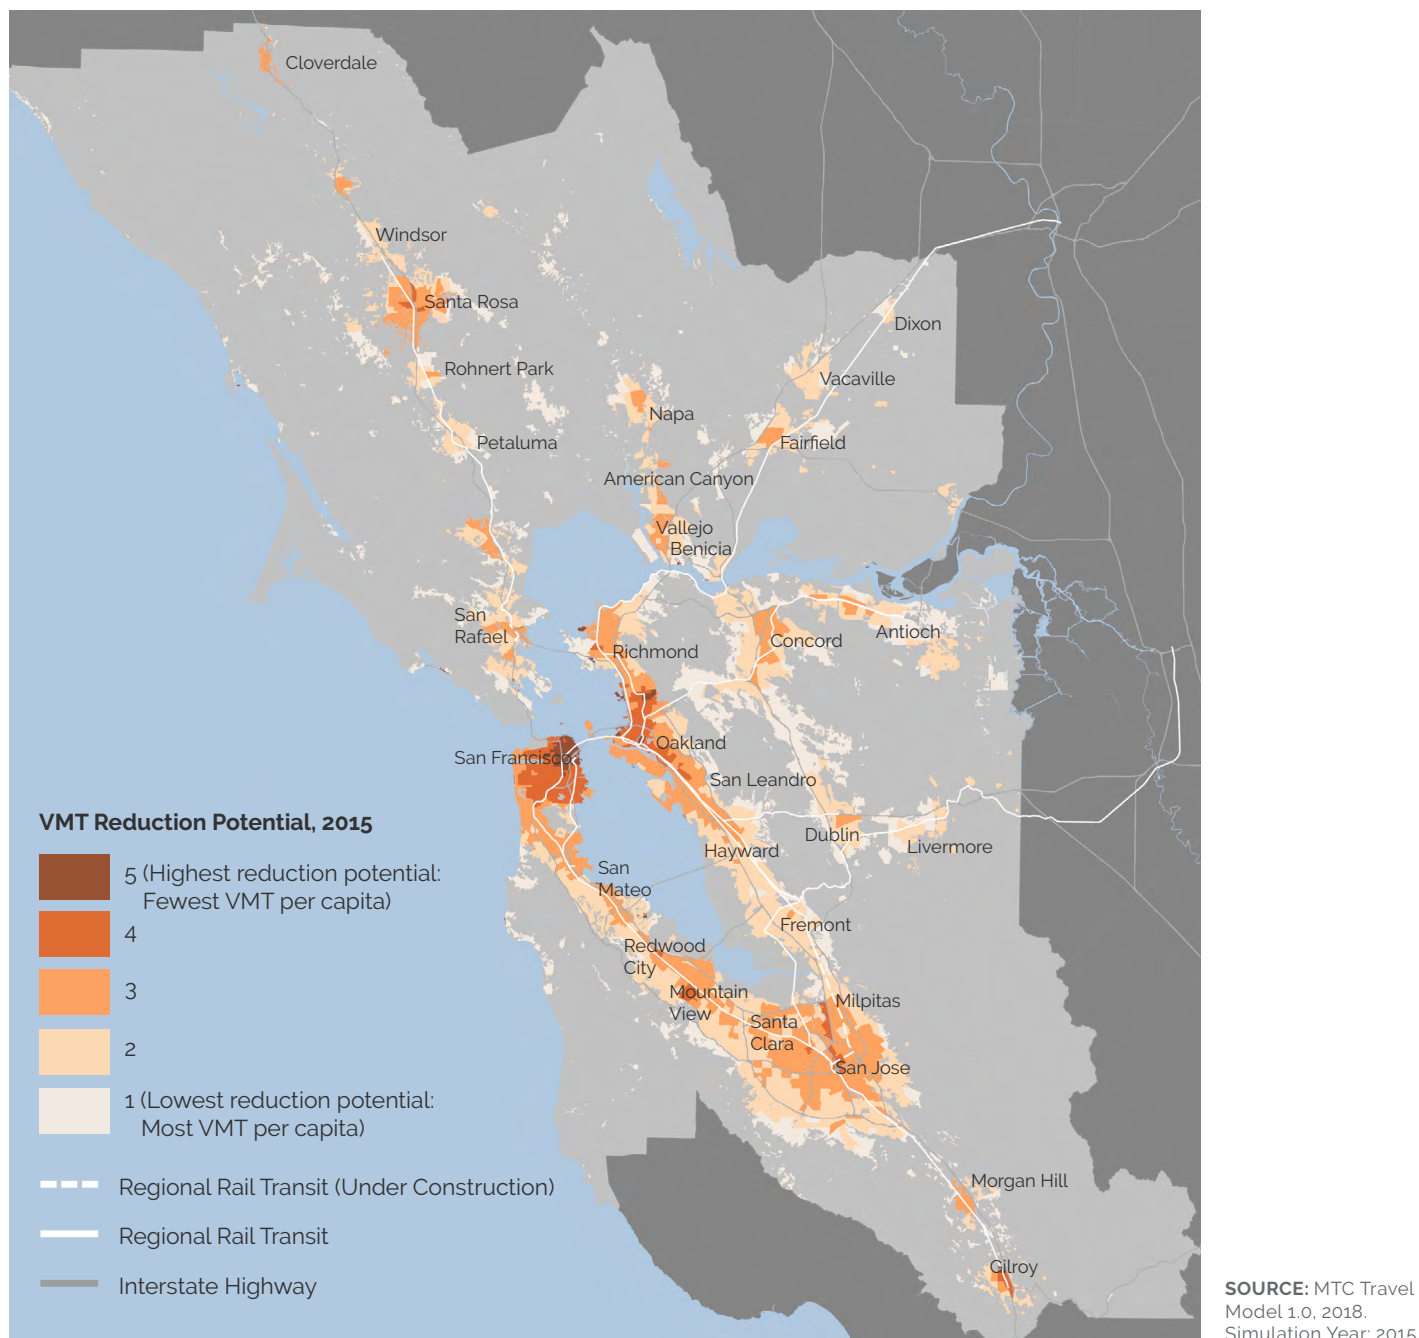 Cloverdale
Windsor
Santa Rosa
Dixon
Rohnert Park
Vacaville
Napa
Petaluma
Fairfield
American Canyon
Vallejo
Benicia
San
Rafael
Antioch
Concord
Richmond
Oakland
San Francisco
San Leandro
Dublin
Livermore
Hayward
San
Mateo
Fremont
Redwood
City
Mountain
View
Milpitas
Santa
Clara
San Jose
Morgan Hill
Gilroy
VMT Reduction Potential, 2015
5 (Highest reduction potential:
Fewest VMT per capita)
4
3
2
1 (Lowest reduction potential:
Most VMT per capita)
Regional Rail Transit (Under Construction)
Regional Rail Transit
Interstate Highway
SOURCE: MTC Travel
Model 1.0, 2018.
Simulation Year: 2015